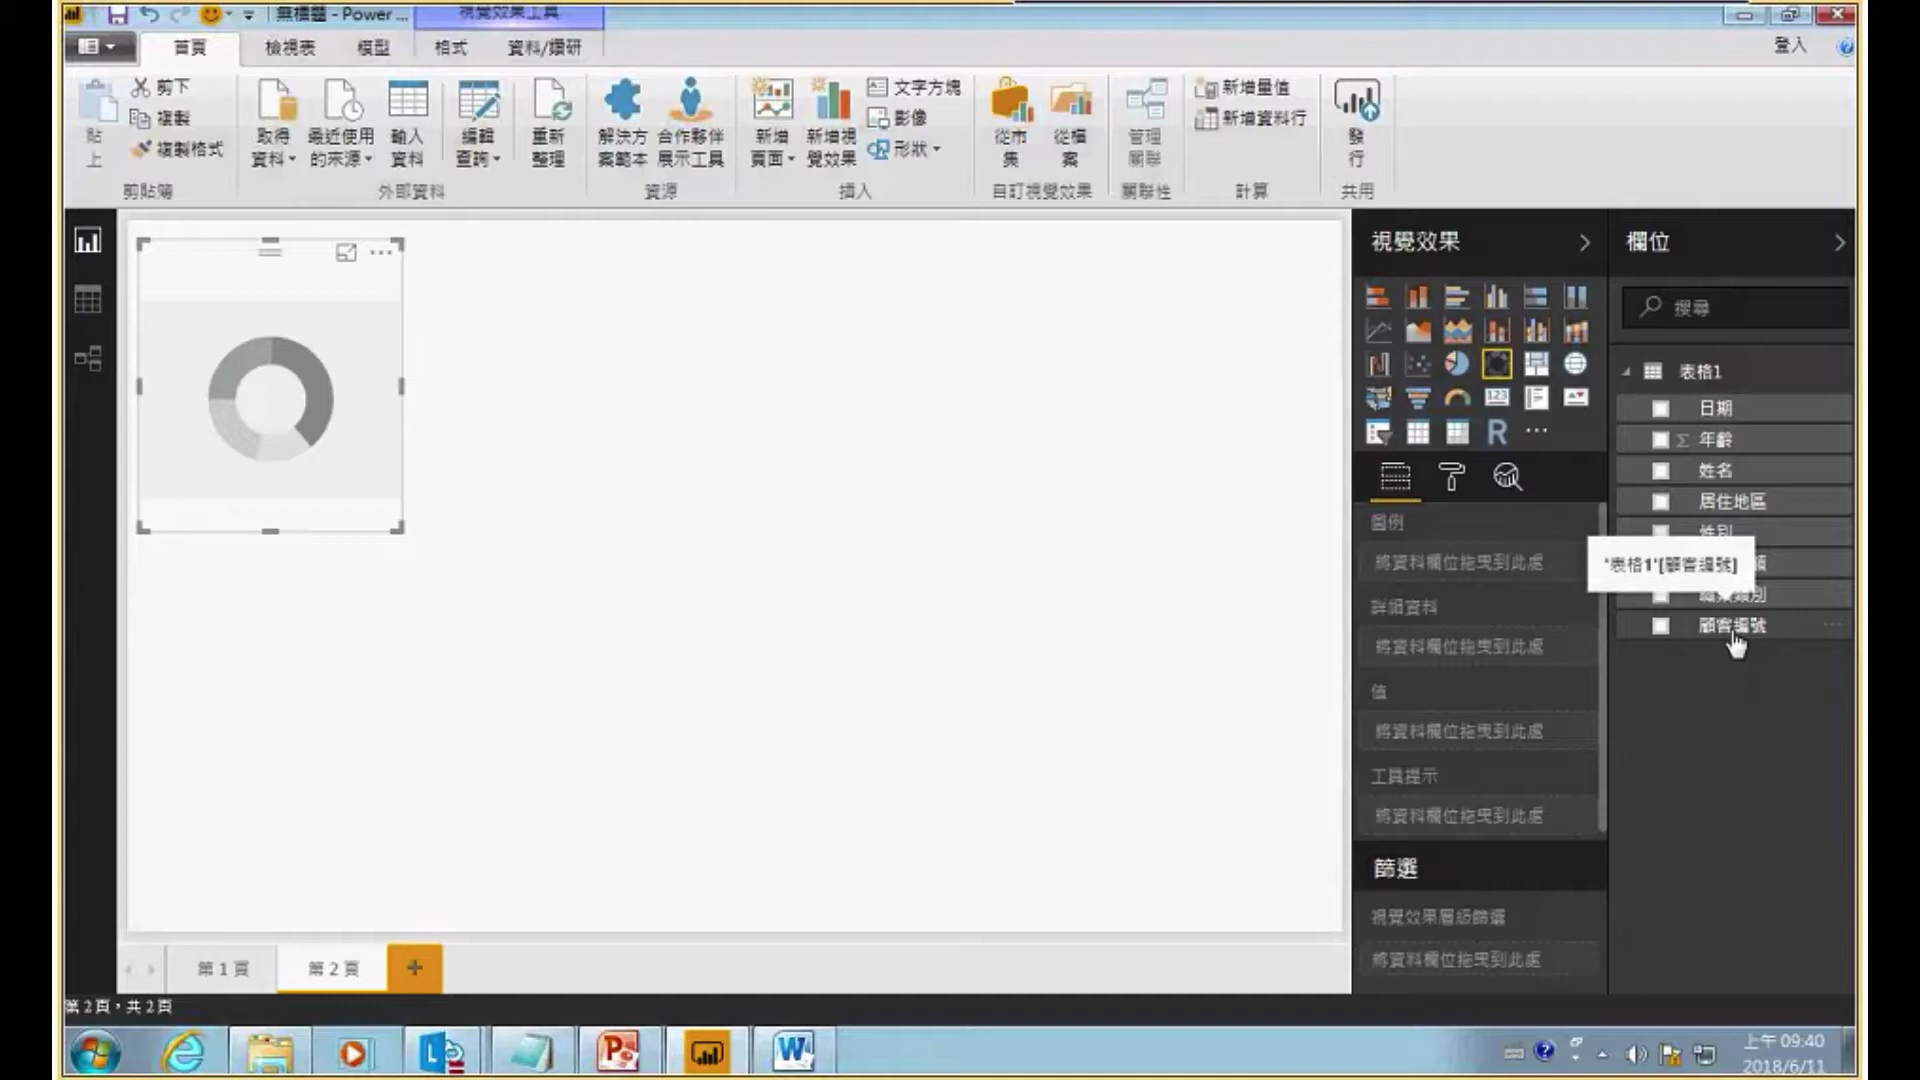 無標題 - Power ...
視覺效果工具
首頁
檢視表
模型
格式
資料/鑽研
登入
貼上
剪下
複製
複製格式
剪貼簿
取得資料
最近使用的來源
輸入資料
編輯查詢
重新整理
外部資料
解決方案範本
合作夥伴展示工具
資源
新增頁面
新增視覺效果
文字方塊
影像
形狀
插入
從市集
從檔案
自訂視覺效果
管理關聯
關聯性
新增量值
新增資料行
計算
發行
共用
視覺效果
欄位
搜尋
表格1
日期
Σ 年齡
姓名
居住地區
性別
'表格1'[顧客編號]
職業類別
顧客編號
123
R
圖例
將資料欄位拖曳到此處
詳細資料
將資料欄位拖曳到此處
值
將資料欄位拖曳到此處
工具提示
將資料欄位拖曳到此處
篩選
視覺效果層級篩選
將資料欄位拖曳到此處
第 1 頁
第 2 頁
+
第 2 頁，共 2 頁
上午 09:40
2018/6/11